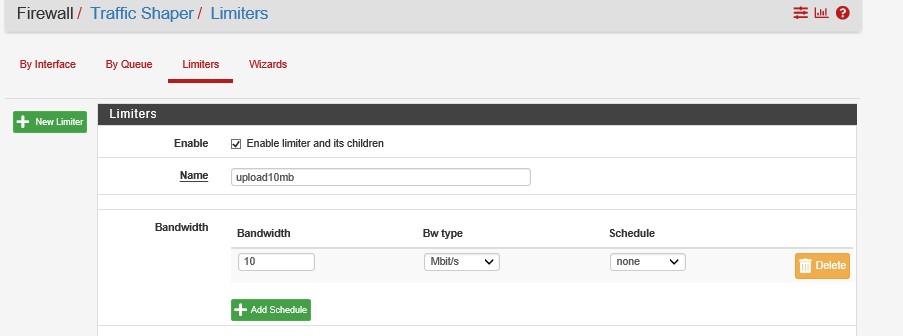 Firewall / Traffic Shaper / Limiters
By Interface By Queue Limiters Wizards
New Limiter
Limiters
Enable Enable limiter and its children
Name upload10mb
Bandwidth Bandwidth Bw type Schedule
10 Mbit/s none Delete
Add Schedule